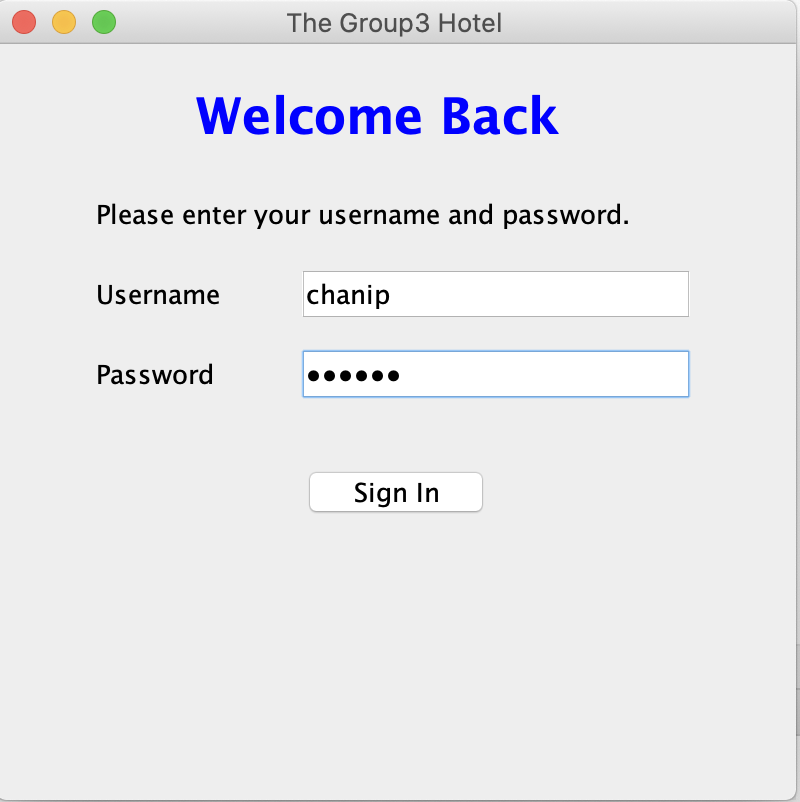 The Group3 Hotel
Welcome Back
Please enter your username and password.
Username chanip
Password ••••••
Sign In